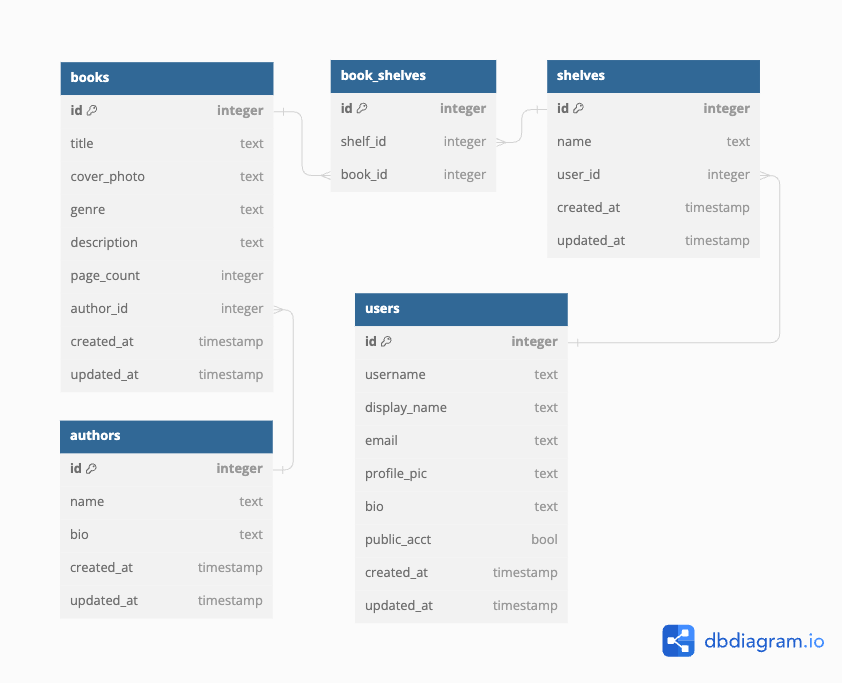 books
id integer
title text
cover_photo text
genre text
description text
page_count integer
author_id integer
created_at timestamp
updated_at timestamp
book_shelves
id integer
shelf_id integer
book_id integer
shelves
id integer
name text
user_id integer
created_at timestamp
updated_at timestamp
users
id integer
username text
display_name text
email text
profile_pic text
bio text
public_acct bool
created_at timestamp
updated_at timestamp
authors
id integer
name text
bio text
created_at timestamp
updated_at timestamp
dbdiagram.io